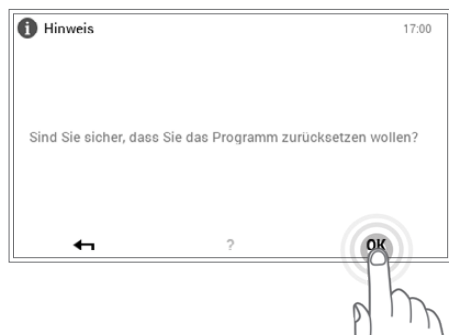 i Hinweis
17:00
Sind Sie sicher, dass Sie das Programm zurücksetzen wollen?
?
OK